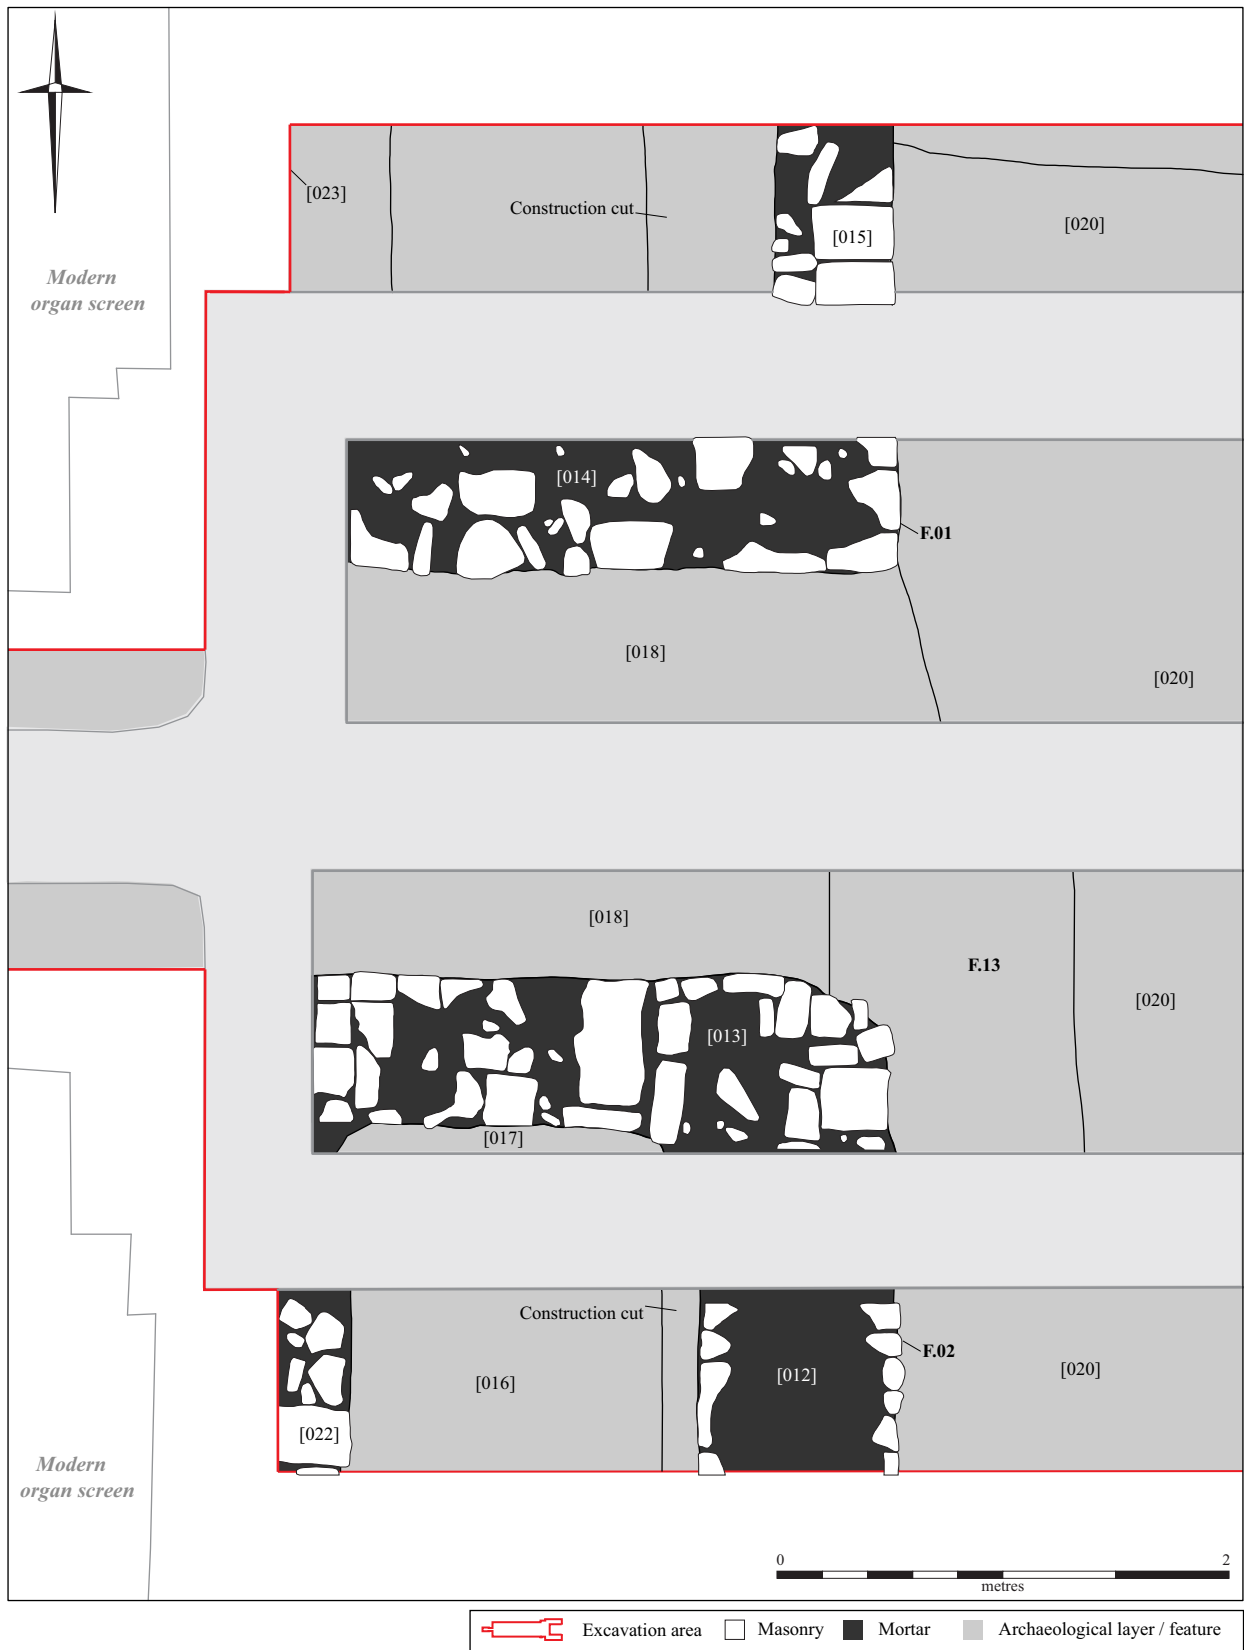 [023]
Construction cut
[015]
[020]
Modern
organ screen
[014]
F.01
[018]
[020]
[018]
F.13
[020]
[013]
[017]
Construction cut
F.02
[012]
[020]
[016]
[022]
Modern
organ screen
0
2
metres
Excavation area
Masonry
Mortar
Archaeological layer / feature